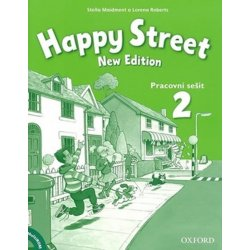 Stella Maidment a Lorena Roberts
Happy Street
New Edition
Pracovní sešit
2
OXFORD